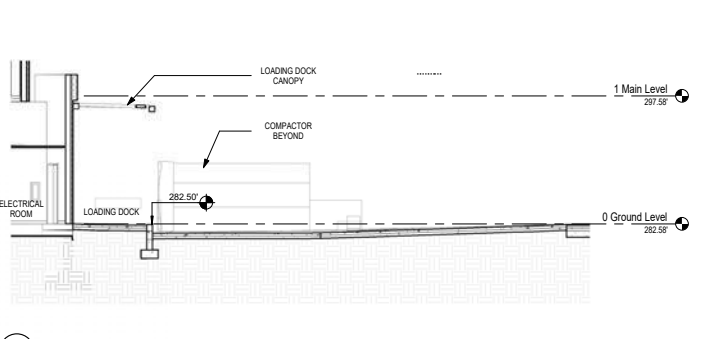 LOADING DOCK
CANOPY
1 Main Level
297.58'
COMPACTOR
BEYOND
282.50'
ELECTRICAL
ROOM
LOADING DOCK
0 Ground Level
282.58'